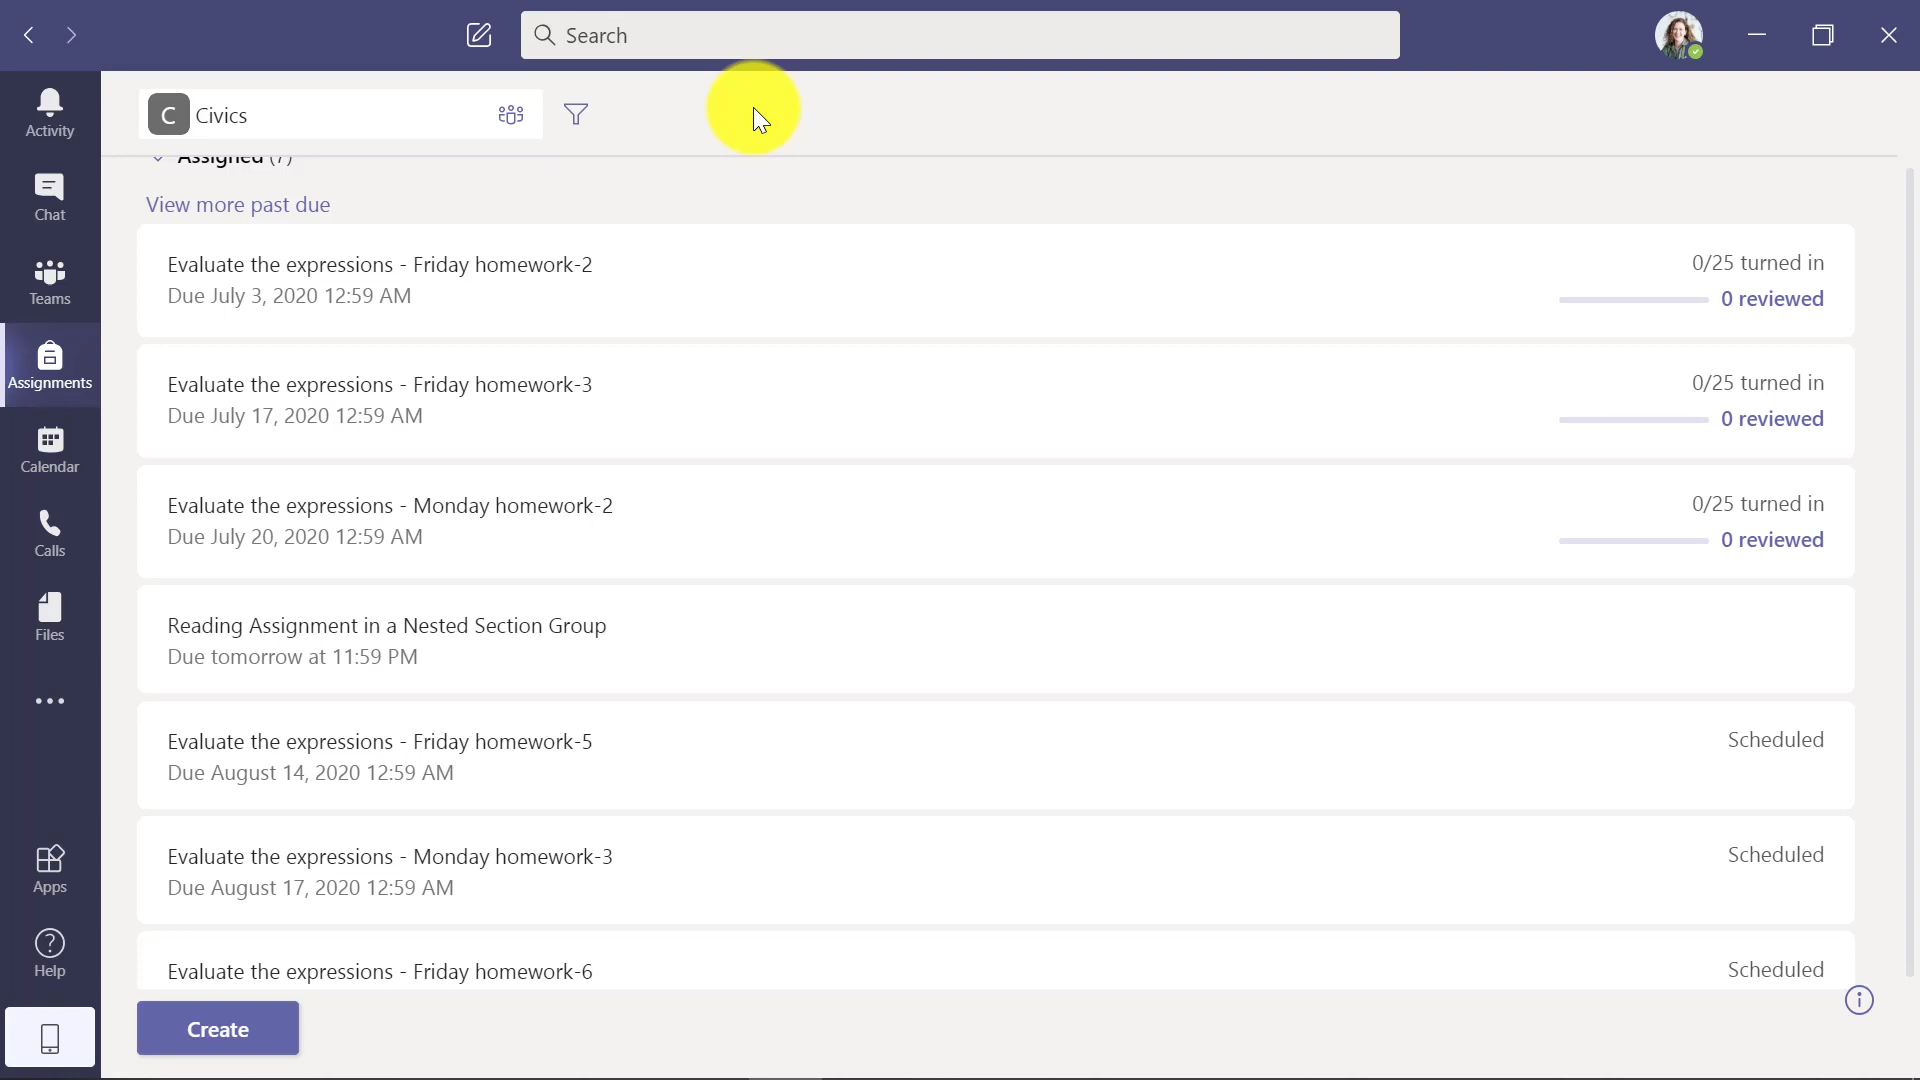 Search
Activity
Chat
Teams
Assignments
Calendar
Calls
Files
Apps
Help
C Civics
Assigned (7)
View more past due
Evaluate the expressions - Friday homework-2
Due July 3, 2020 12:59 AM
0/25 turned in
0 reviewed
Evaluate the expressions - Friday homework-3
Due July 17, 2020 12:59 AM
0/25 turned in
0 reviewed
Evaluate the expressions - Monday homework-2
Due July 20, 2020 12:59 AM
0/25 turned in
0 reviewed
Reading Assignment in a Nested Section Group
Due tomorrow at 11:59 PM
Evaluate the expressions - Friday homework-5
Due August 14, 2020 12:59 AM
Scheduled
Evaluate the expressions - Monday homework-3
Due August 17, 2020 12:59 AM
Scheduled
Evaluate the expressions - Friday homework-6
Scheduled
Create